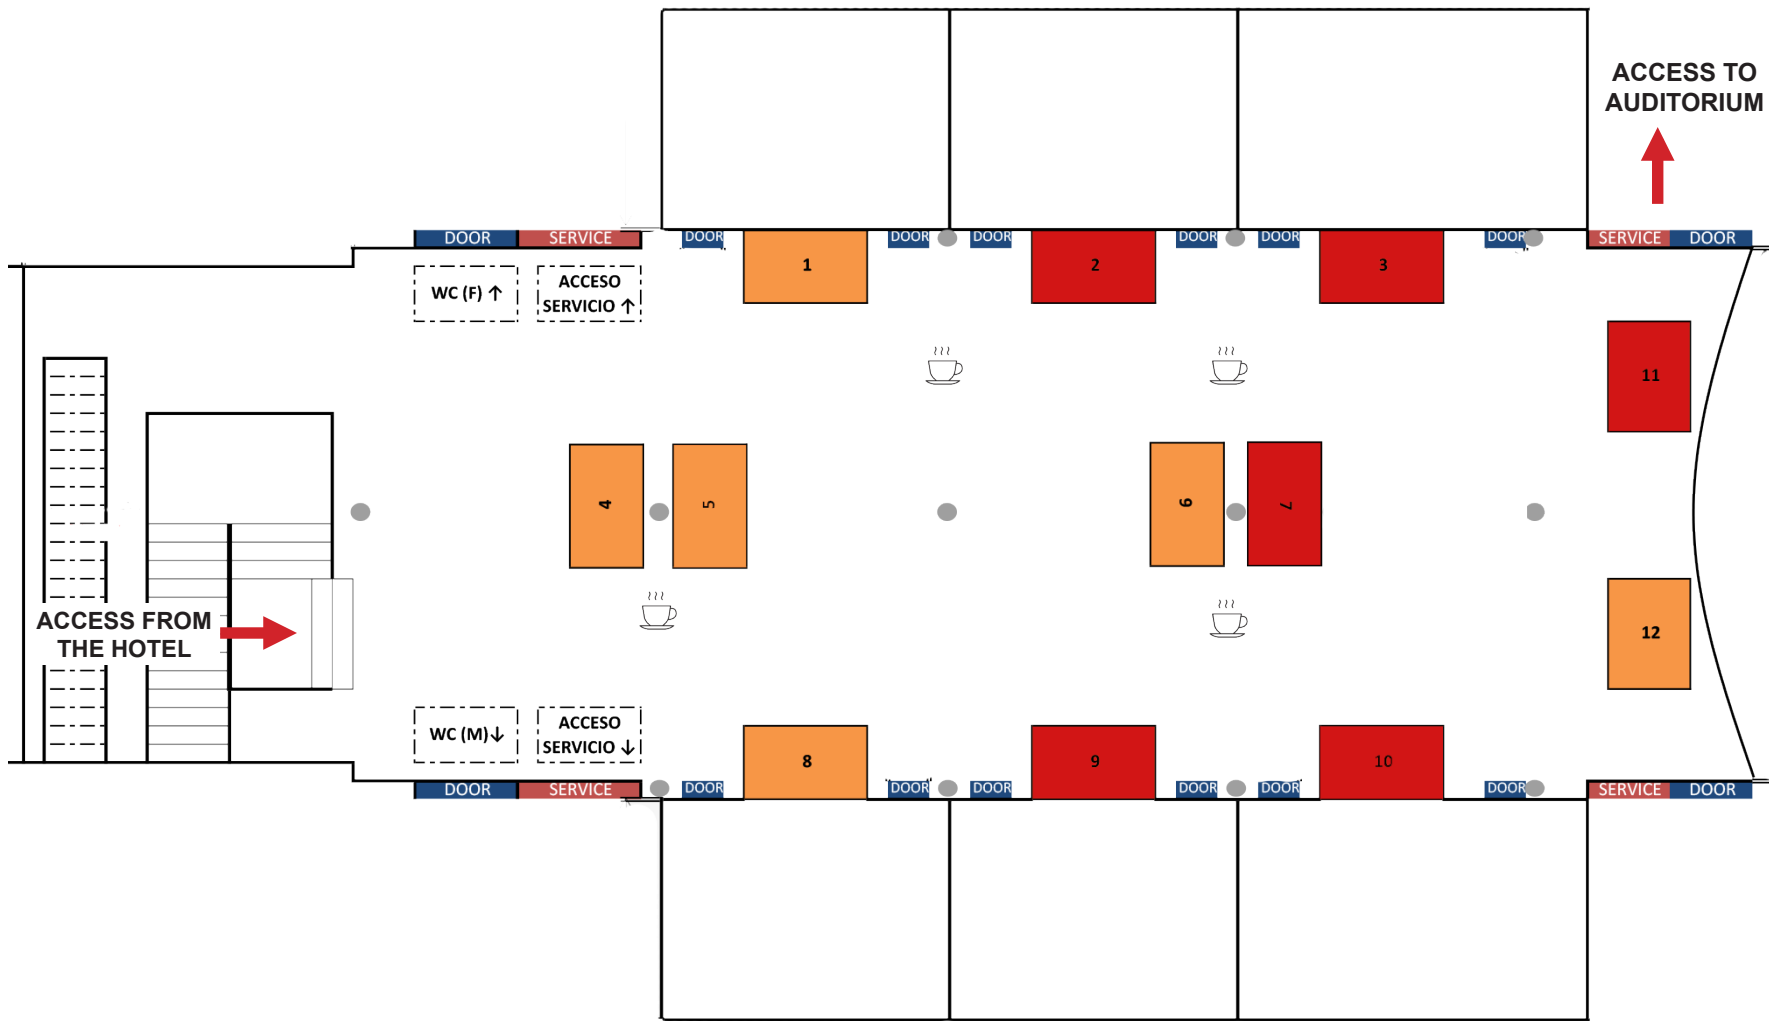 ACCESS TO
AUDITORIUM
DOOR
SERVICE
DOOR
DOOR
DOOR
DOOR
DOOR
DOOR
SERVICE
DOOR
1
2
3
WC (F) ↑
ACCESO
SERVICIO ↑
11
4
5
6
7
ACCESS FROM
THE HOTEL
12
WC (M)↓
ACCESO
SERVICIO ↓
8
9
10
DOOR
SERVICE
DOOR
DOOR
DOOR
DOOR
DOOR
DOOR
SERVICE
DOOR